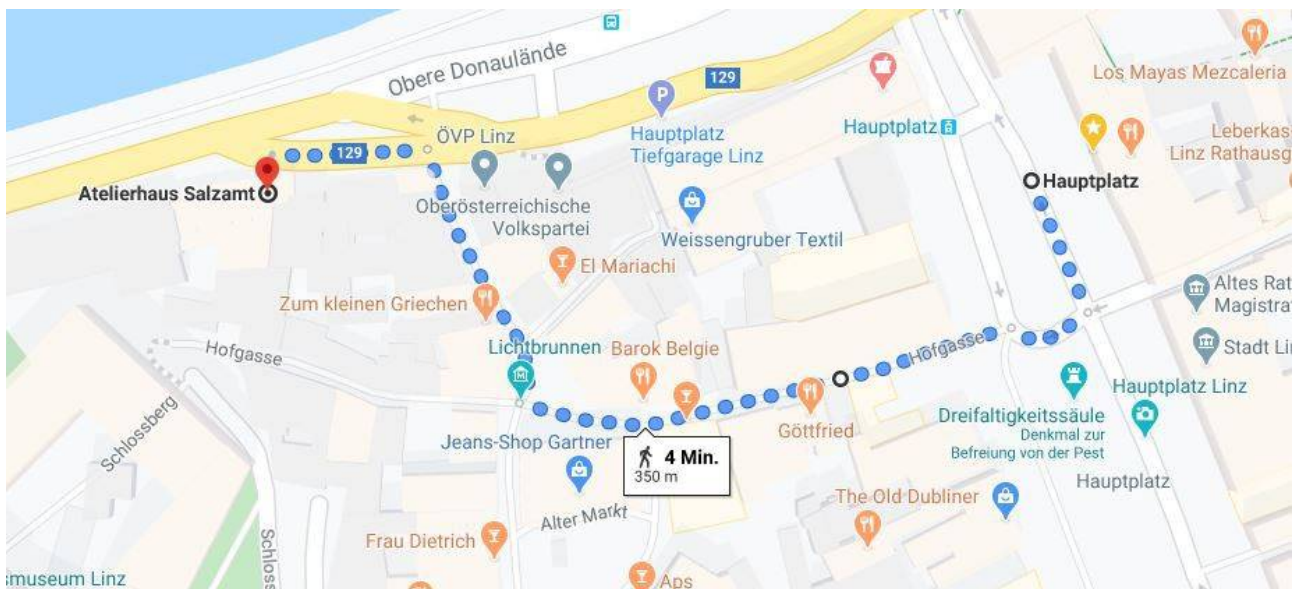 Obere Donaulände
129
Los Mayas Mezcaleria
Hauptplatz
Tiefgarage Linz
Hauptplatz
Leberkas
Linz Rathausg
ÖVP Linz
129
Atelierhaus Salzamt
Hauptplatz
Oberösterreichische
Volkspartei
Weissengruber Textil
El Mariachi
Zum kleinen Griechen
Altes Rat
Magistra
Hofgasse
Lichtbrunnen
Barok Belgie
Hofgasse
Stadt Li
Schlossberg
Göttfried
Dreifaltigkeitssäule
Denkmal zur
Befreiung von der Pest
Hauptplatz Linz
Jeans-Shop Gartner
4 Min.
350 m
Hauptplatz
The Old Dubliner
Alter Markt
Frau Dietrich
Schloss
smuseum Linz
Aps